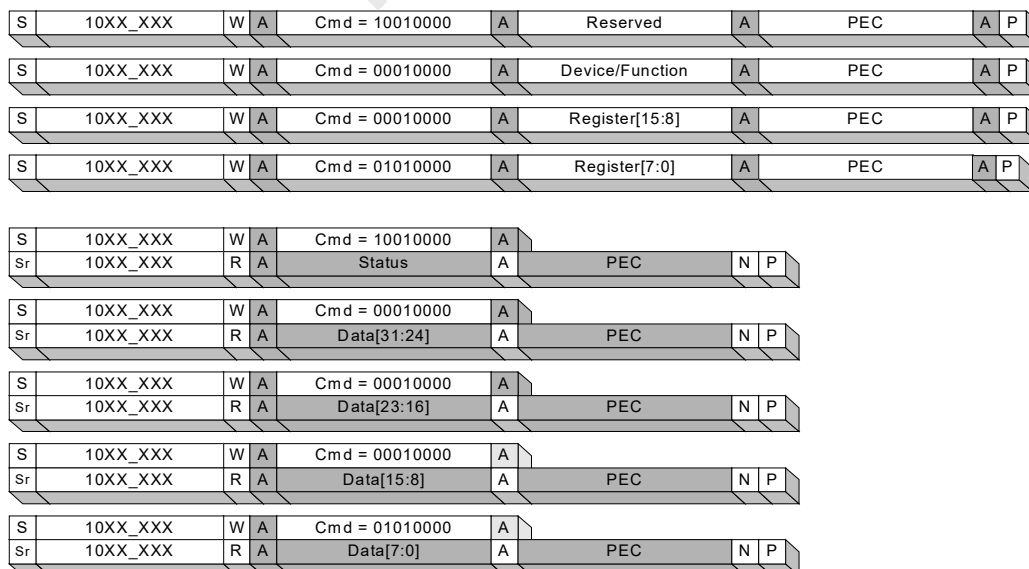 S 10XX_XXX W A Cmd = 10010000 A Reserved A PEC A P
S 10XX_XXX W A Cmd = 00010000 A Device/Function A PEC A P
S 10XX_XXX W A Cmd = 00010000 A Register[15:8] A PEC A P
S 10XX_XXX W A Cmd = 01010000 A Register[7:0] A PEC A P
S 10XX_XXX W A Cmd = 10010000 A
Sr 10XX_XXX R A Status A PEC N P
S 10XX_XXX W A Cmd = 00010000 A
Sr 10XX_XXX R A Data[31:24] A PEC N P
S 10XX_XXX W A Cmd = 00010000 A
Sr 10XX_XXX R A Data[23:16] A PEC N P
S 10XX_XXX W A Cmd = 00010000 A
Sr 10XX_XXX R A Data[15:8] A PEC N P
S 10XX_XXX W A Cmd = 01010000 A
Sr 10XX_XXX R A Data[7:0] A PEC N P